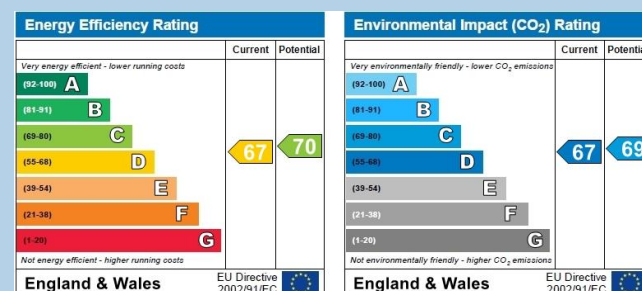 Energy Efficiency Rating
Current Potential
Very energy efficient - lower running costs
(92-100) A
(81-91) B
(69-80) C
(55-68) D
(39-54) E
(21-38) F
(1-20) G
67
70
Not energy efficient - higher running costs
England & Wales
EU Directive
2002/91/EC
Environmental Impact (CO₂) Rating
Current Potential
Very environmentally friendly - lower CO₂ emissions
(92-100) A
(81-91) B
(69-80) C
(55-68) D
(39-54) E
(21-38) F
(1-20) G
67
69
Not environmentally friendly - higher CO₂ emissions
England & Wales
EU Directive
2002/91/EC